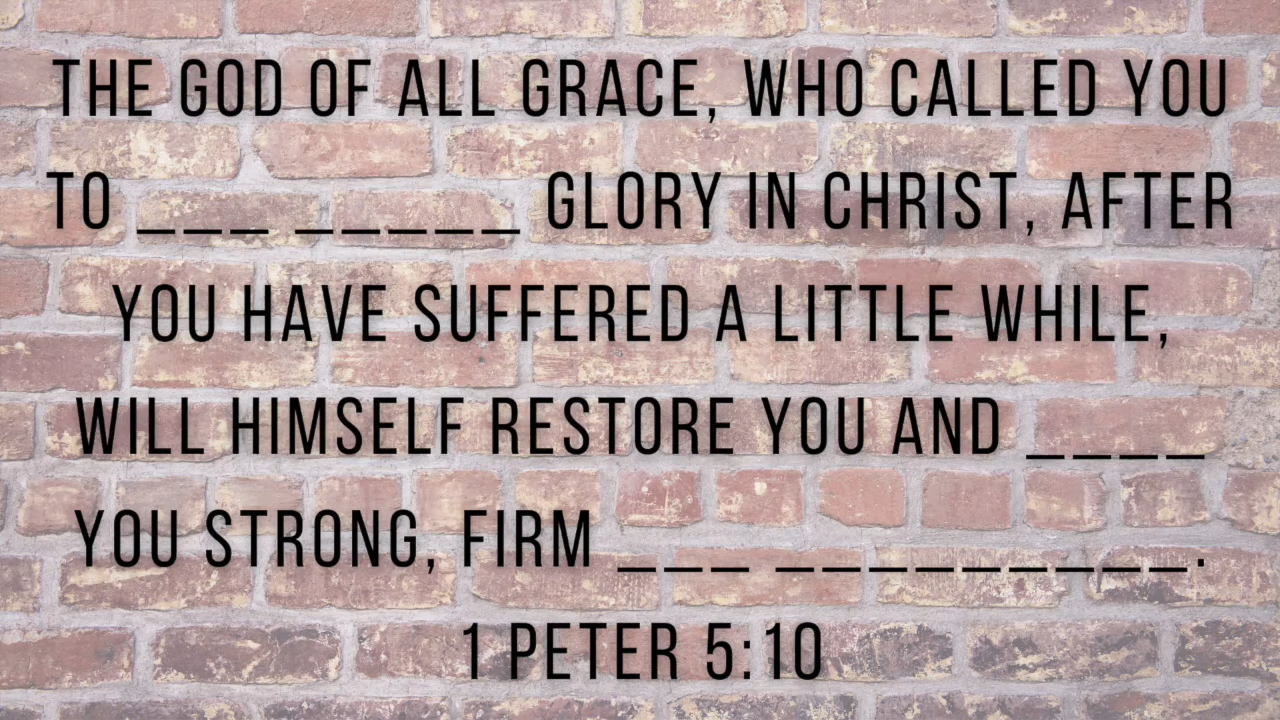 THE GOD OF ALL GRACE, WHO CALLED YOU
TO ___ _____ GLORY IN CHRIST, AFTER
YOU HAVE SUFFERED A LITTLE WHILE,
WILL HIMSELF RESTORE YOU AND ____
YOU STRONG, FIRM ___ _________.
1 PETER 5:10